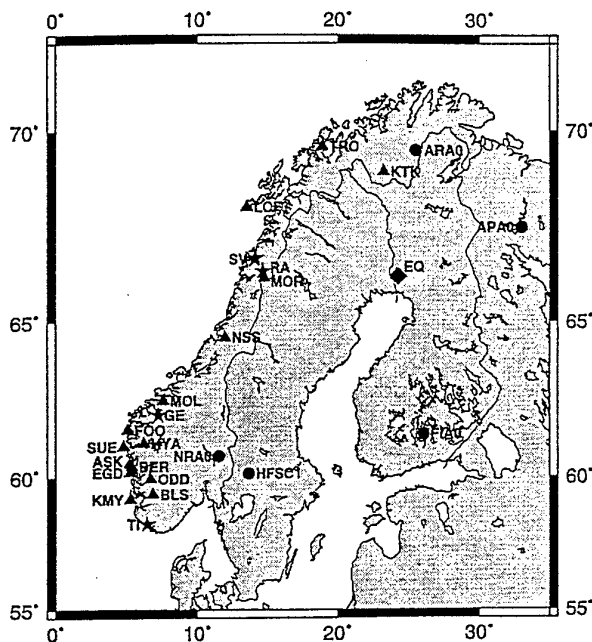 0° 10° 20° 30°
70° 70°
TRO ARA0
KTK
LOF
APA0
SV
RA EQ
MOR
65° 65°
NSS
MOL
GE
FOO
SUE HYA
ASK NRA0
BER
EGD HFSC1
ODD
60° 60°
KMY BLS
TI
55° 55°
0° 10° 20° 30°